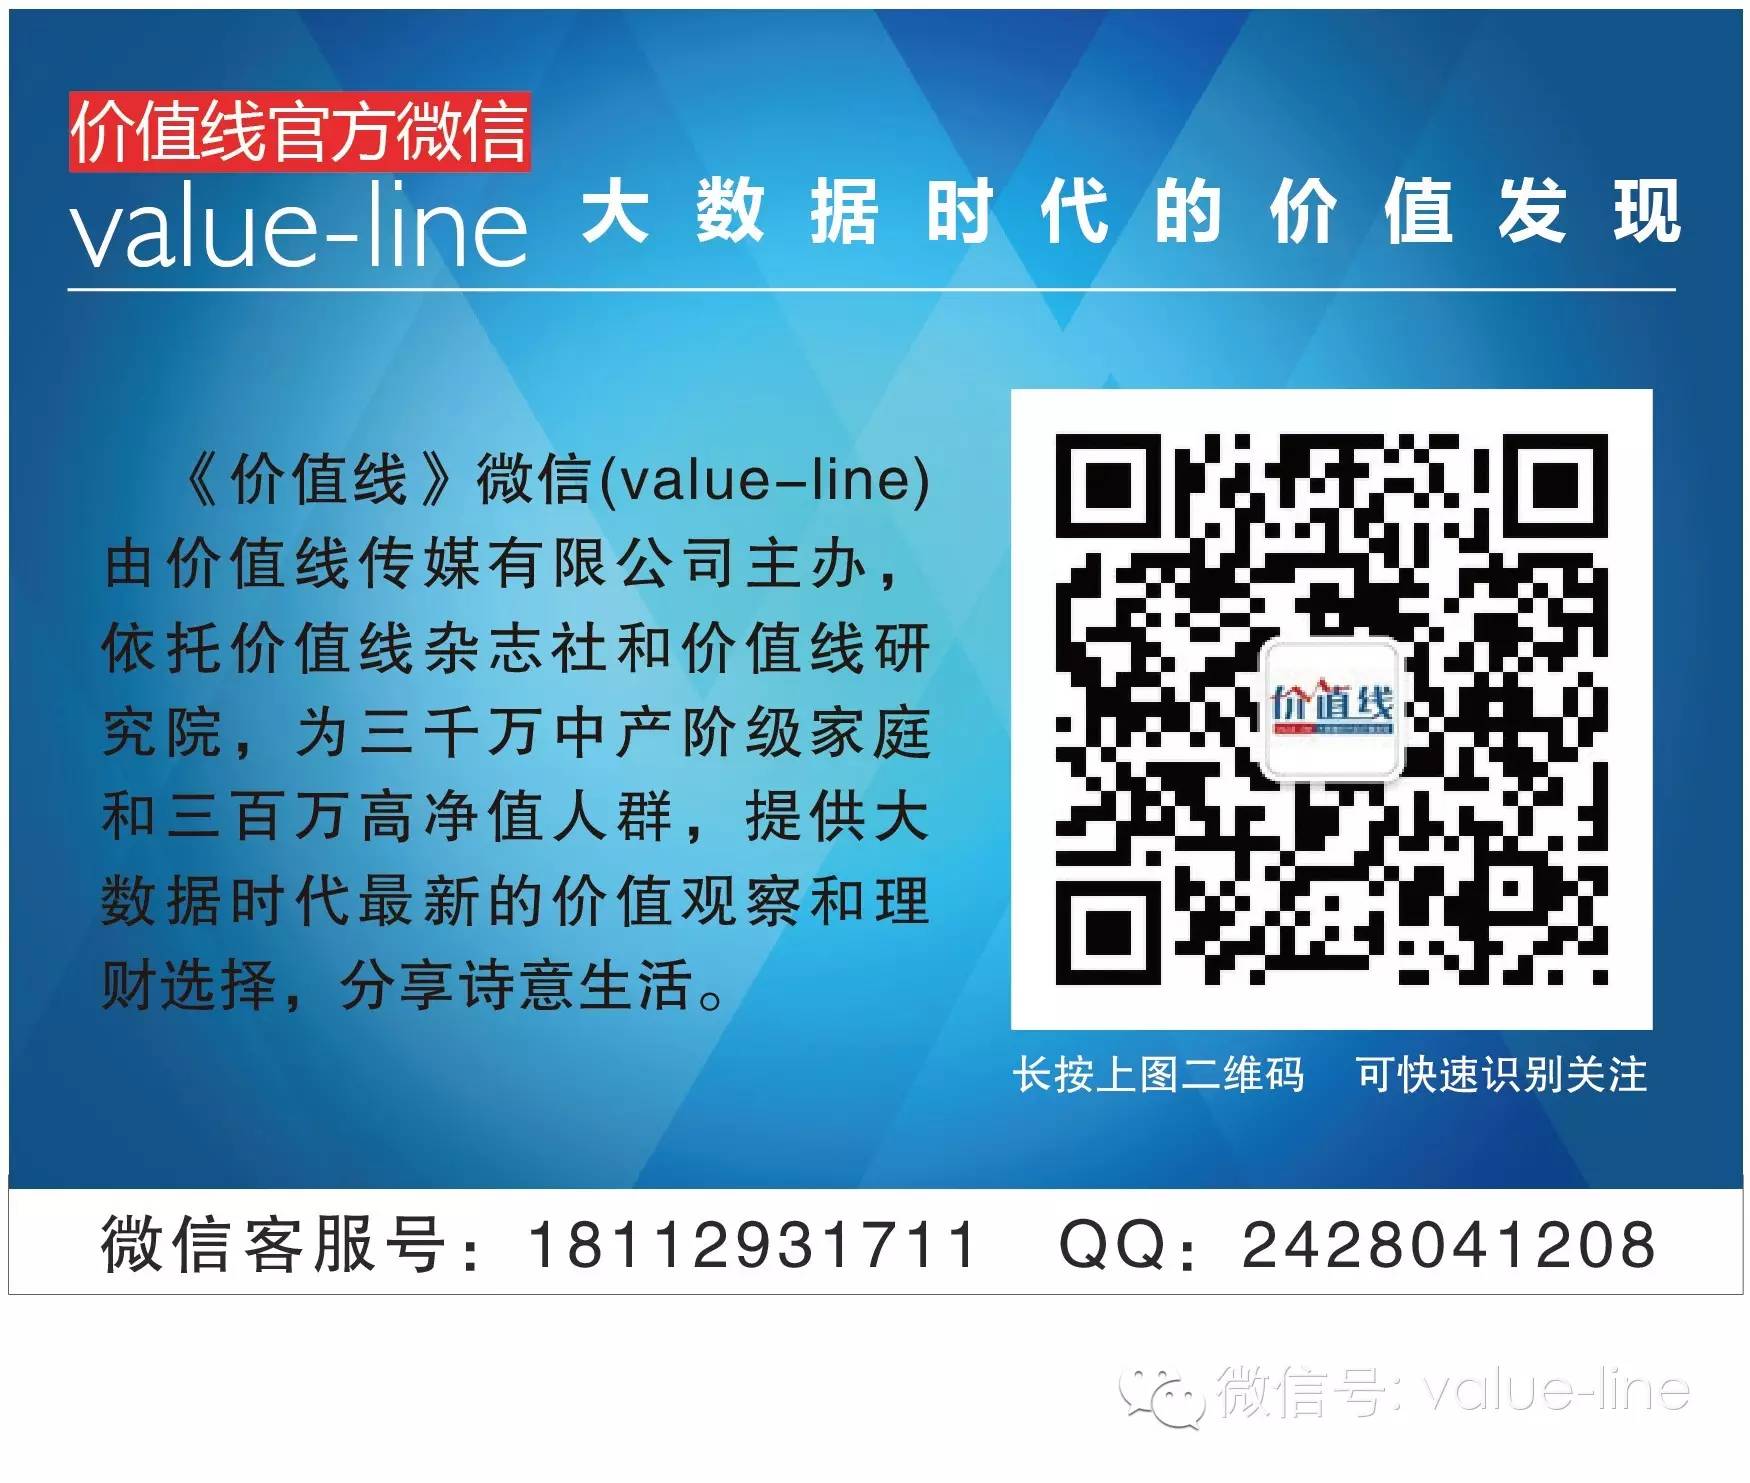 价值线官方微信
value-line 大数据时代的价值发现
《价值线》微信(value-line)
由价值线传媒有限公司主办，
依托价值线杂志社和价值线研
究院，为三千万中产阶级家庭
和三百万高净值人群，提供大
数据时代最新的价值观察和理
财选择，分享诗意生活。
价值线
长按上图二维码 可快速识别关注
微信客服号：18112931711 QQ：2428041208
微信号: value-line